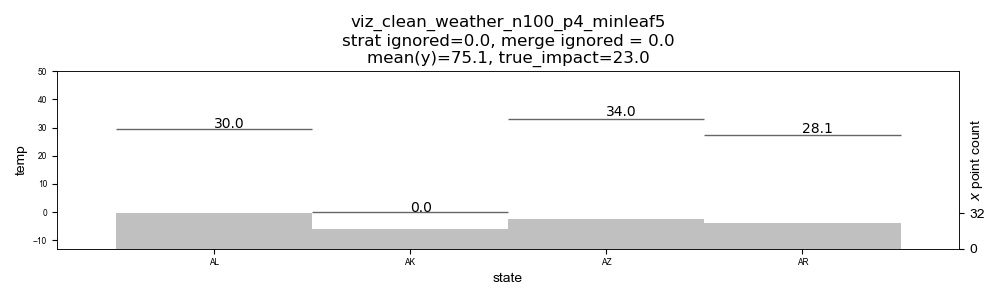 viz_clean_weather_n100_p4_minleaf5
strat ignored=0.0, merge ignored = 0.0
mean(y)=75.1, true_impact=23.0
50
40
30
20
10
0
−10
temp
30.0
0.0
34.0
28.1
32
0
x point count
AL
AK
AZ
AR
state